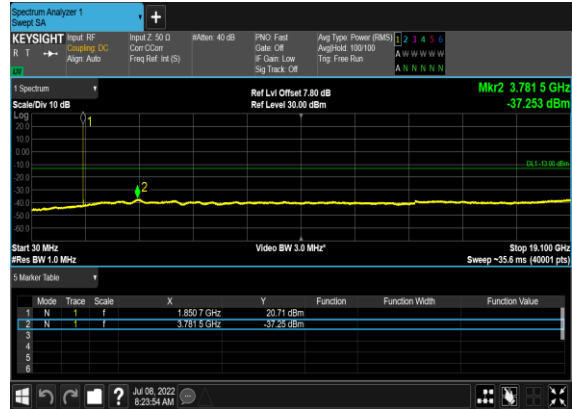 Spectrum Analyzer 1
Swept SA
+
KEYSIGHT Input: RF Input Z: 50 Ω #Atten: 40 dB PNO: Fast Avg Type: Power (RMS) 1 2 3 4 5 6
R T Coupling: DC Corr CCorr Gate: Off Avg|Hold: 100/100 A W W W W W
Align: Auto Freq Ref: Int (S) IF Gain: Low Trig: Free Run
Sig Track: Off A N N N N N
1 Spectrum Ref Lvl Offset 7.80 dB Mkr2 3.781 5 GHz
Scale/Div 10 dB Ref Level 30.00 dBm -37.253 dBm
Log
20.0
10.0
0.00
-10.0
-20.0
-30.0
-40.0
-50.0
-60.0
1
2
DL1 -13.00 dBm
Start 30 MHz Video BW 3.0 MHz* Stop 19.100 GHz
#Res BW 1.0 MHz Sweep ~35.6 ms (40001 pts)
5 Marker Table
Mode Trace Scale X Y Function Function Width Function Value
1 N 1 f 1.850 7 GHz 20.71 dBm
2 N 1 f 3.781 5 GHz -37.25 dBm
3
4
5
6
? Jul 08, 2022
8:23:54 AM